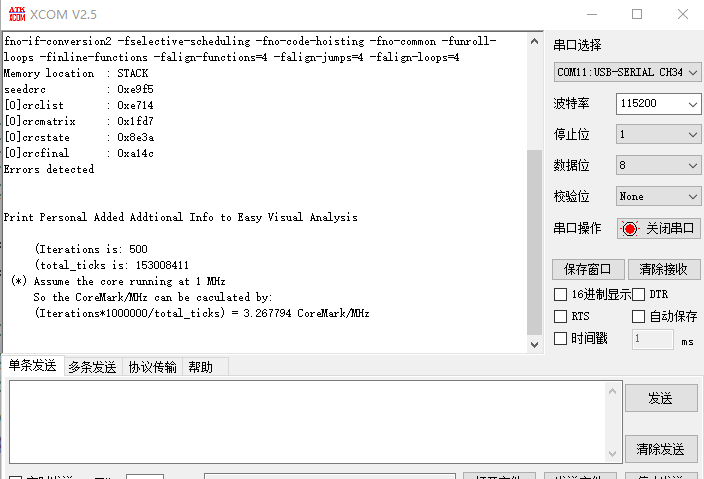 ATK
XCOM XCOM V2.5
fno-if-conversion2 -fselective-scheduling -fno-code-hoisting -fno-common -funroll-
loops -finline-functions -falign-functions=4 -falign-jumps=4 -falign-loops=4
Memory location : STACK
seedcrc : 0xe9f5
[0]crclist : 0xe714
[0]crcmatrix : 0x1fd7
[0]crcstate : 0x8e3a
[0]crcfinal : 0xa14c
Errors detected
Print Personal Added Addtional Info to Easy Visual Analysis
(Iterations is: 500
(total_ticks is: 153008411
(*) Assume the core running at 1 MHz
So the CoreMark/MHz can be caculated by:
(Iterations*1000000/total_ticks) = 3.267794 CoreMark/MHz
串口选择
COM11:USB-SERIAL CH34
波特率 115200
停止位 1
数据位 8
校验位 None
串口操作 关闭串口
保存窗口 清除接收
16进制显示 DTR
RTS 自动保存
时间戳 1 ms
单条发送 多条发送 协议传输 帮助
发送
清除发送